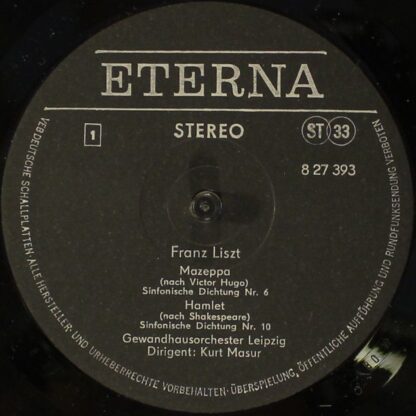 ETERNA
1
STEREO
ST 33
8 27 393
Franz Liszt
Mazeppa
(nach Victor Hugo)
Sinfonische Dichtung Nr. 6
Hamlet
(nach Shakespeare)
Sinfonische Dichtung Nr. 10
Gewandhausorchester Leipzig
Dirigent: Kurt Masur
VEB DEUTSCHE SCHALLPLATTEN · ALLE HERSTELLER- UND URHEBERRECHTE VORBEHALTEN · ÜBERSPIELUNG, ÖFFENTLICHE AUFFÜHRUNG UND RUNDFUNKSENDUNG VERBOTEN